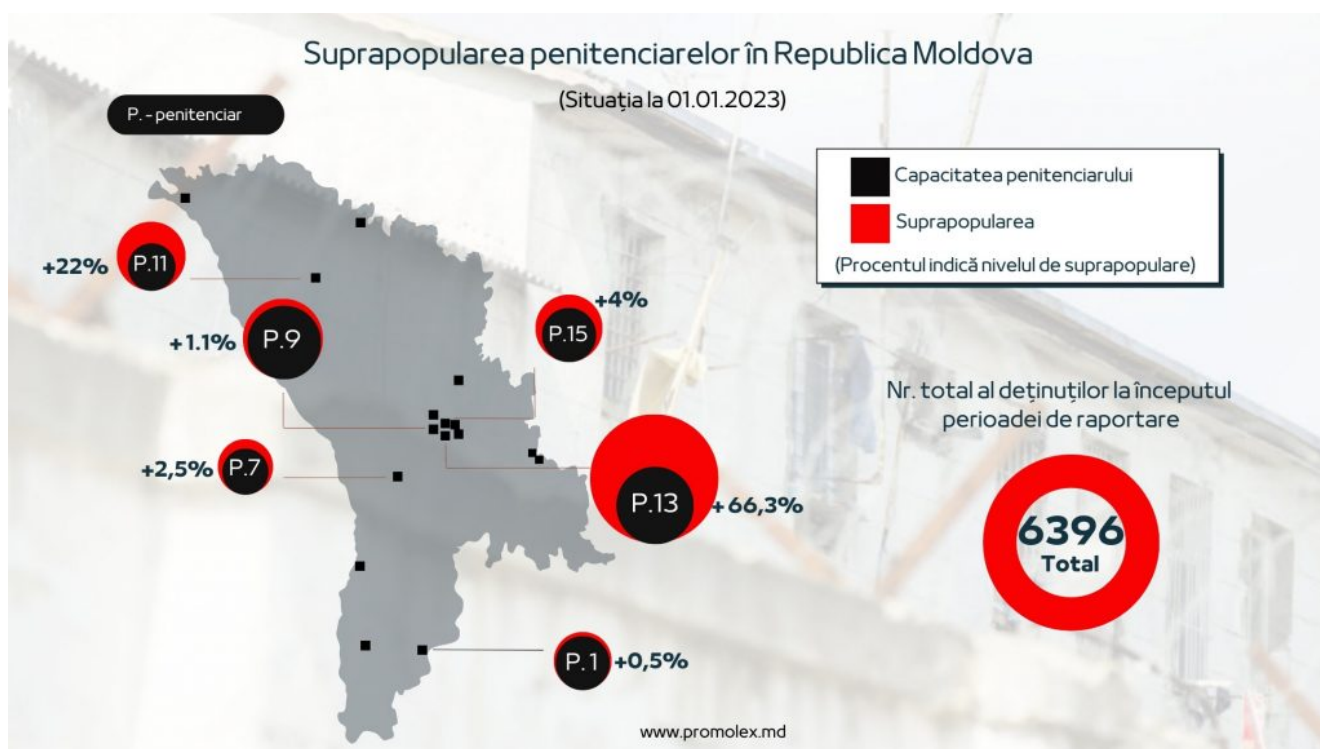 Suprapopularea penitenciarelor în Republica Moldova
(Situația la 01.01.2023)
P. - penitenciar
Capacitatea penitenciarului
Suprapopularea
(Procentul indică nivelul de suprapopulare)
P.11
+22%
P.9
+1.1%
P.15
+4%
P.7
+2,5%
P.13
+66,3%
P. 1
+0,5%
Nr. total al deținuților la începutul
perioadei de raportare
6396
Total
www.promolex.md